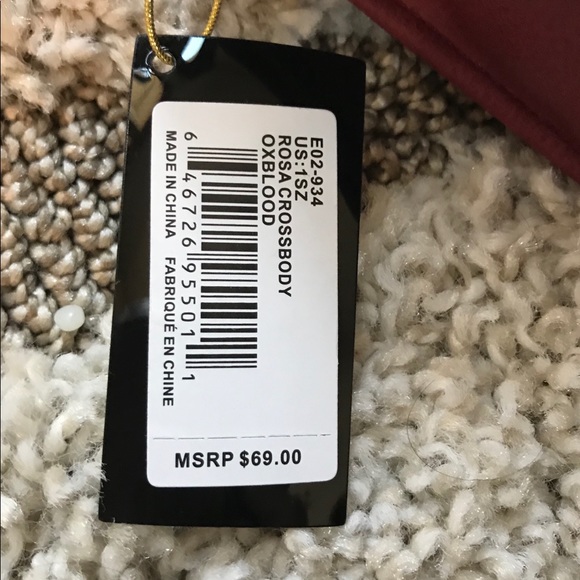 E02-934
US:1SZ
ROSA CROSSBODY
OXBLOOD
6 46726 95501 1
MADE IN CHINA FABRIQUÉ EN CHINE
MSRP $69.00